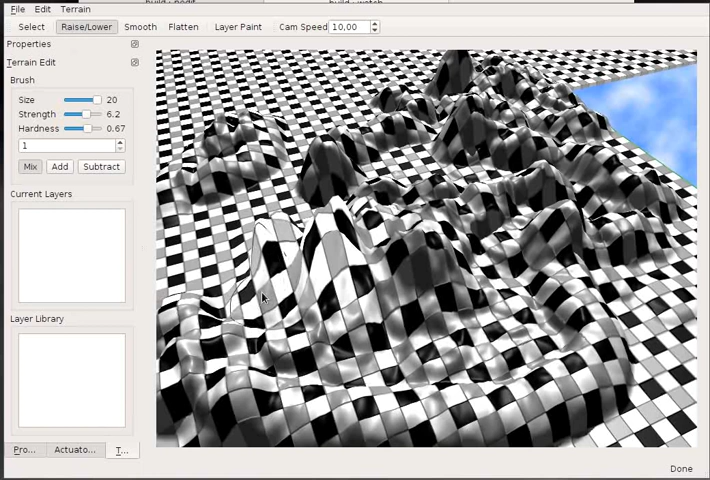 File Edit Terrain
Select Raise/Lower Smooth Flatten Layer Paint Cam Speed 10,00
Properties
Terrain Edit
Brush
Size 20
Strength 6.2
Hardness 0.67
1
Mix Add Subtract
Current Layers
Layer Library
Pro... Actuato... T...
Done